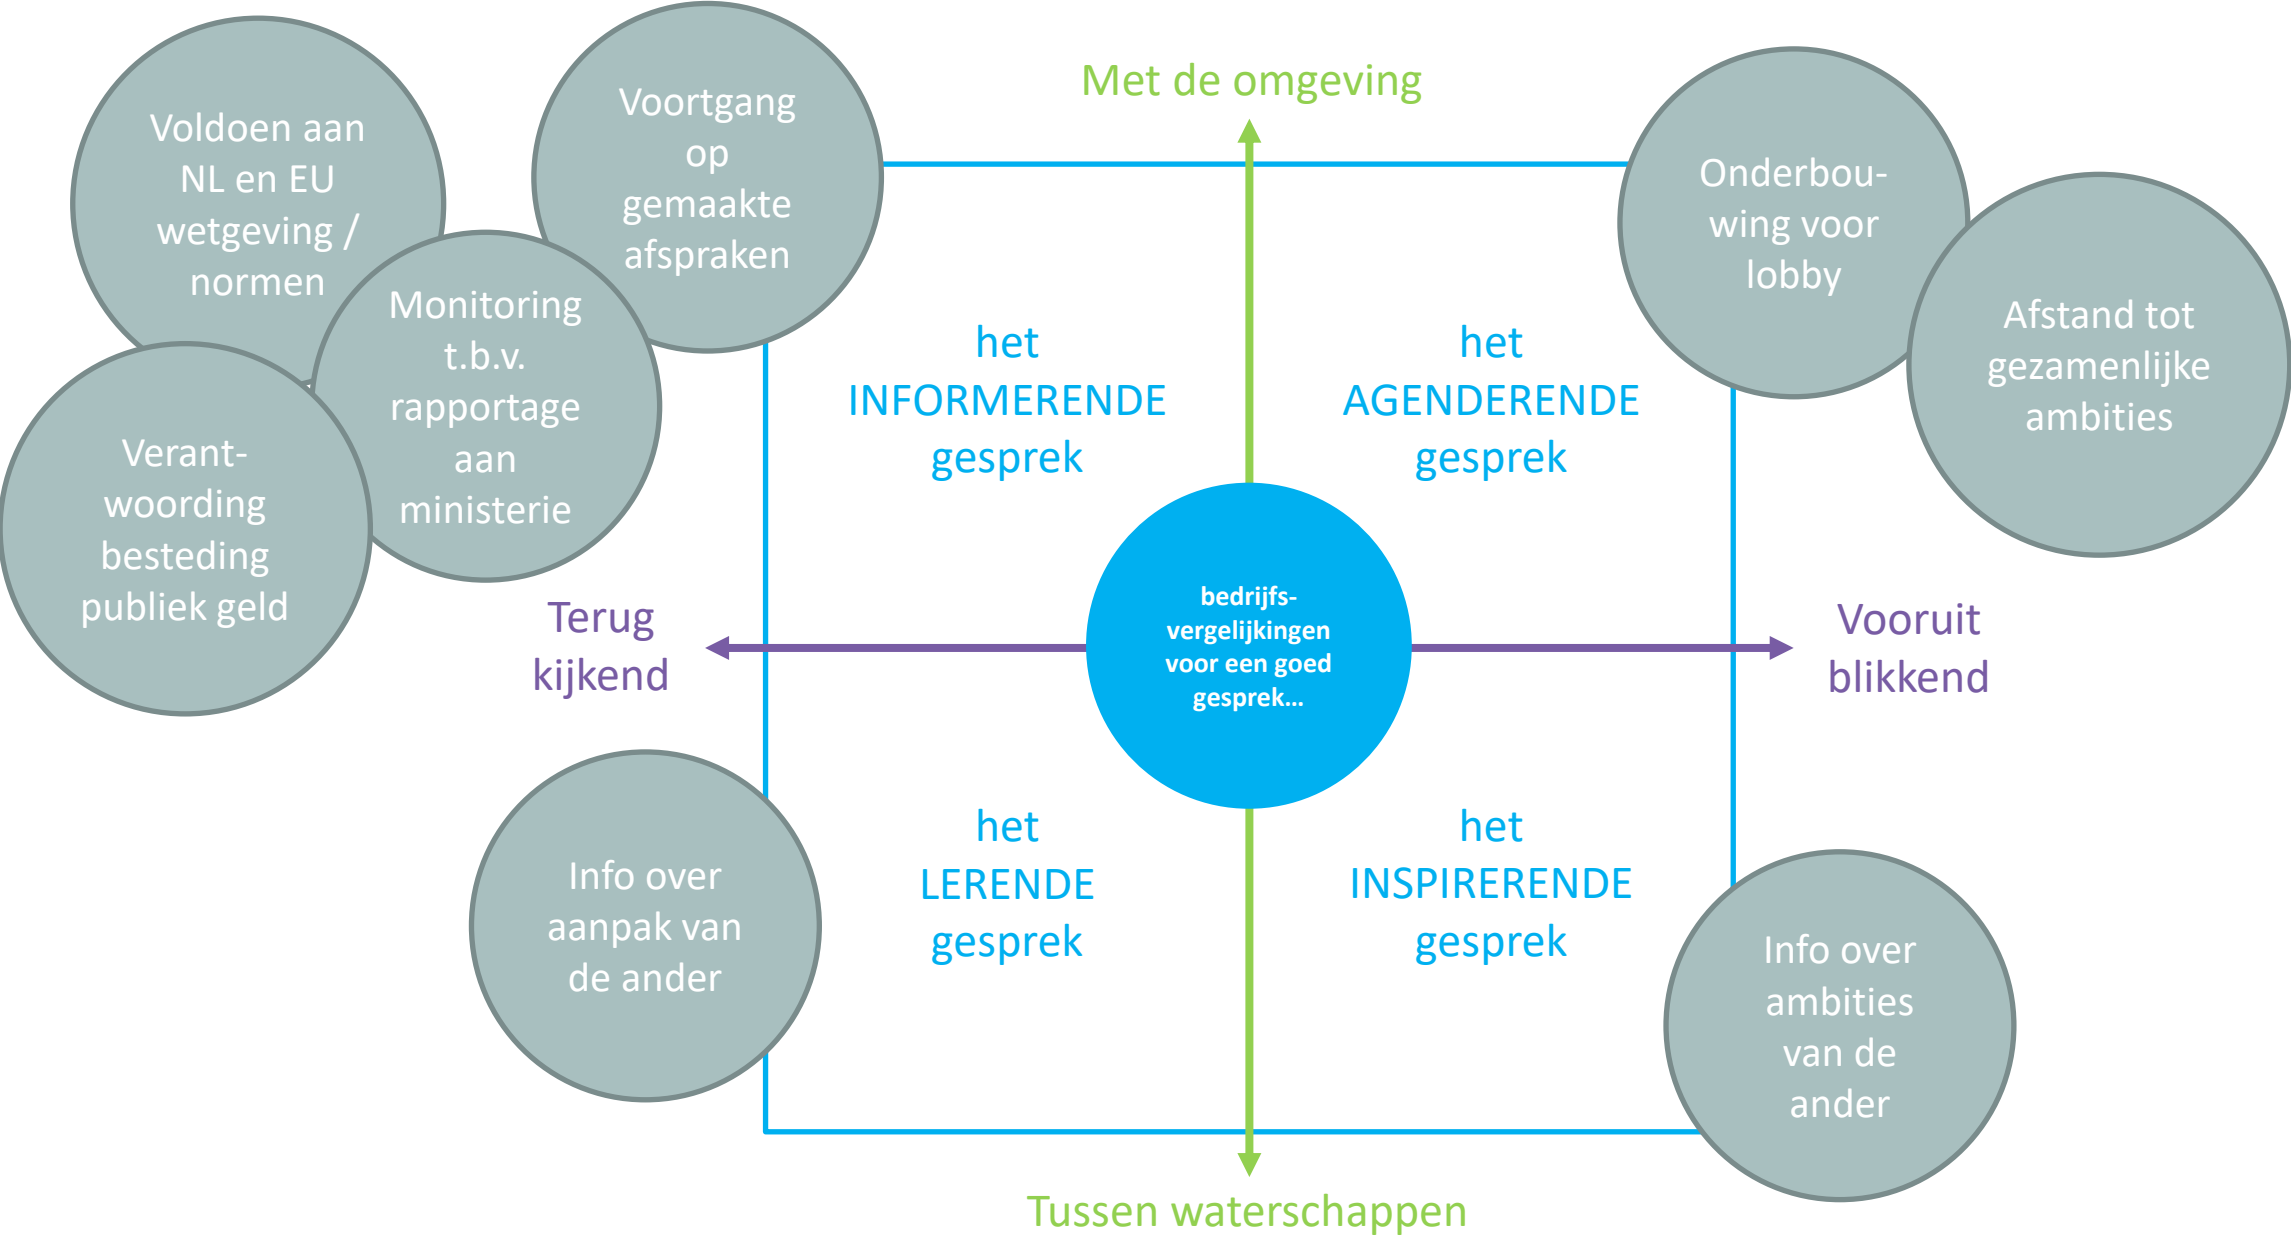 Met de omgeving
Voldoen aan
NL en EU
wetgeving /
normen
Voortgang
op
gemaakte
afspraken
Monitoring
t.b.v.
rapportage
aan
ministerie
Verant-
woording
besteding
publiek geld
Onderbou-
wing voor
lobby
Afstand tot
gezamenlijke
ambities
het
INFORMERENDE
gesprek
het
AGENDERENDE
gesprek
Terug
kijkend
bedrijfs-
vergelijkingen
voor een goed
gesprek...
Vooruit
blikkend
Info over
aanpak van
de ander
het
LERENDE
gesprek
het
INSPIRERENDE
gesprek
Info over
ambities
van de
ander
Tussen waterschappen